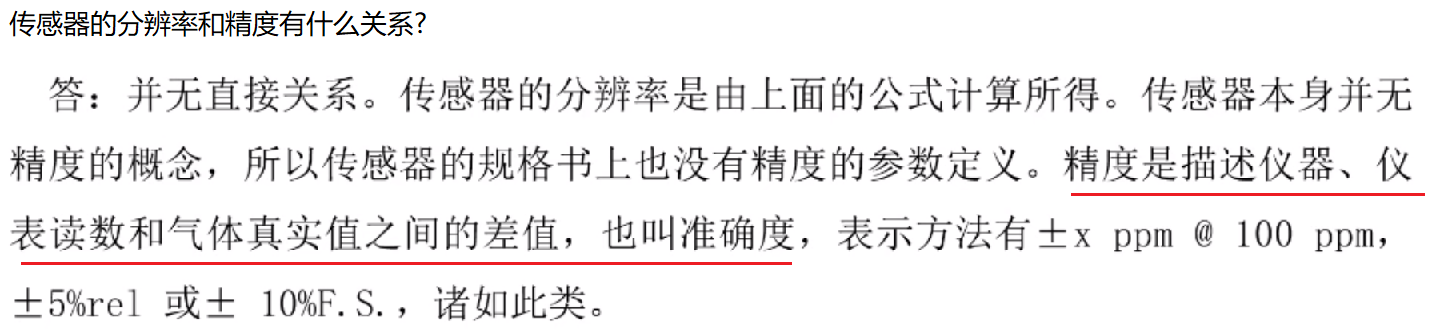 传感器的分辨率和精度有什么关系?
答：并无直接关系。传感器的分辨率是由上面的公式计算所得。传感器本身并无
精度的概念，所以传感器的规格书上也没有精度的参数定义。精度是描述仪器、仪
表读数和气体真实值之间的差值，也叫准确度，表示方法有±x ppm @ 100 ppm，
±5%rel 或± 10%F.S.，诸如此类。